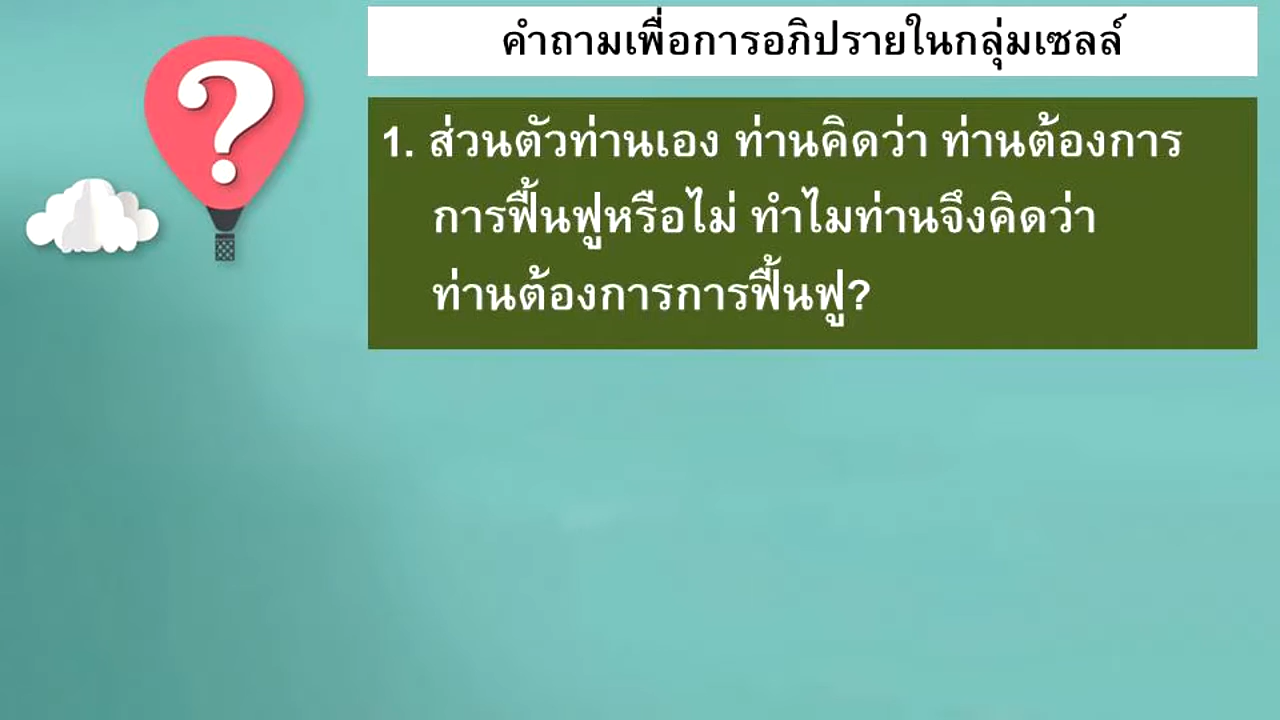 คำถามเพื่อการอภิปรายในกลุ่มเซลล์
1. ส่วนตัวท่านเอง ท่านคิดว่า ท่านต้องการ
การฟื้นฟูหรือไม่ ทำไมท่านจึงคิดว่า
ท่านต้องการการฟื้นฟู?